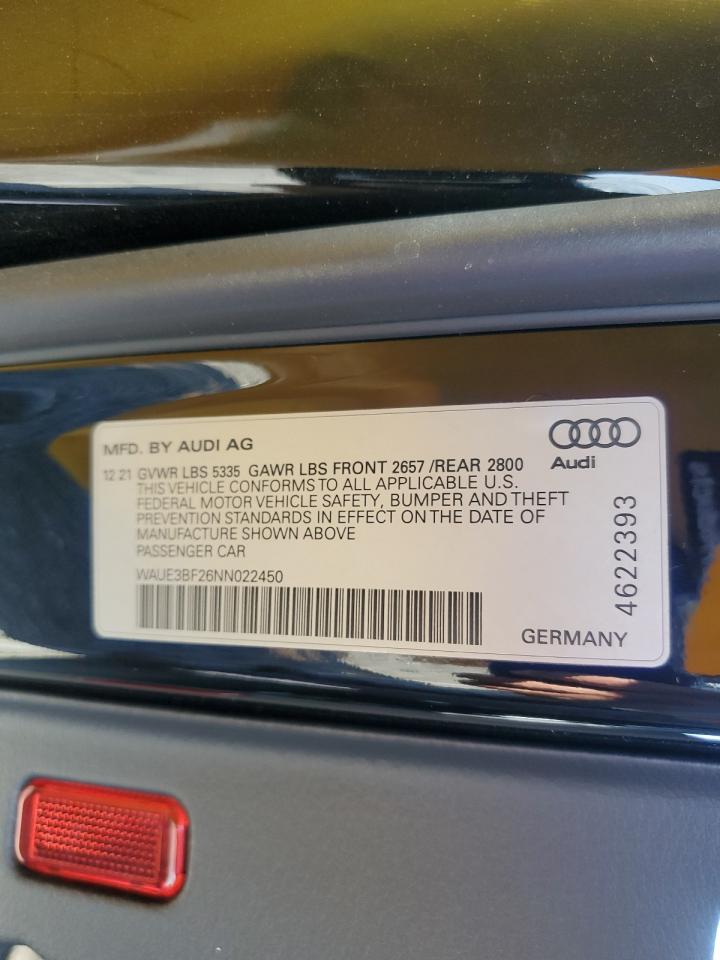 MFD. BY AUDI AG
Audi
12 21 GVWR LBS 5335 GAWR LBS FRONT 2657 /REAR 2800
THIS VEHICLE CONFORMS TO ALL APPLICABLE U.S.
FEDERAL MOTOR VEHICLE SAFETY, BUMPER AND THEFT
PREVENTION STANDARDS IN EFFECT ON THE DATE OF
MANUFACTURE SHOWN ABOVE
PASSENGER CAR
WAUE3BF26NN022450
4622393
GERMANY